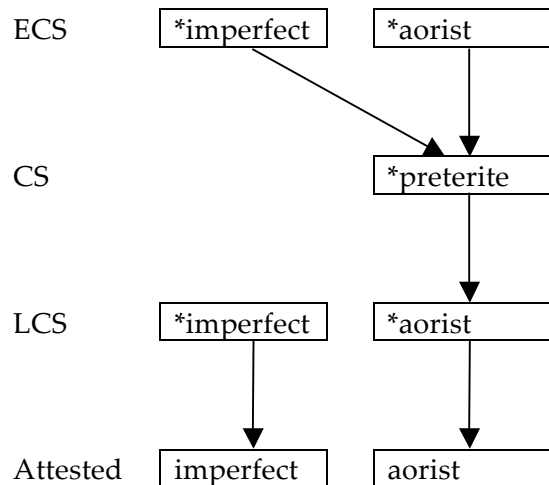 ECS *imperfect *aorist
CS *preterite
LCS *imperfect *aorist
Attested imperfect aorist